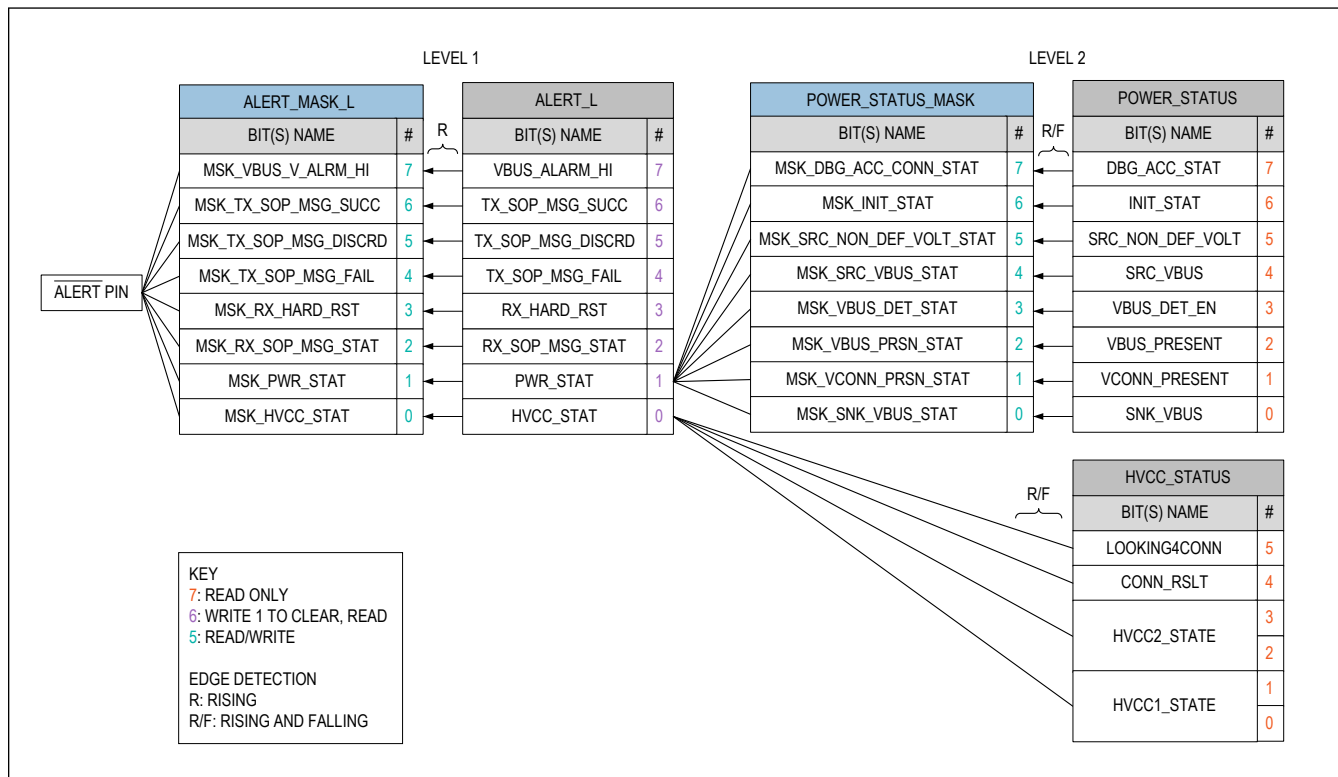 LEVEL 1
LEVEL 2
ALERT_MASK_L
BIT(S) NAME #
MSK_VBUS_V_ALRM_HI 7
MSK_TX_SOP_MSG_SUCC 6
MSK_TX_SOP_MSG_DISCRD 5
MSK_TX_SOP_MSG_FAIL 4
MSK_RX_HARD_RST 3
MSK_RX_SOP_MSG_STAT 2
MSK_PWR_STAT 1
MSK_HVCC_STAT 0
ALERT PIN
R
ALERT_L
BIT(S) NAME #
VBUS_ALARM_HI 7
TX_SOP_MSG_SUCC 6
TX_SOP_MSG_DISCRD 5
TX_SOP_MSG_FAIL 4
RX_HARD_RST 3
RX_SOP_MSG_STAT 2
PWR_STAT 1
HVCC_STAT 0
POWER_STATUS_MASK
BIT(S) NAME #
MSK_DBG_ACC_CONN_STAT 7
MSK_INIT_STAT 6
MSK_SRC_NON_DEF_VOLT_STAT 5
MSK_SRC_VBUS_STAT 4
MSK_VBUS_DET_STAT 3
MSK_VBUS_PRSN_STAT 2
MSK_VCONN_PRSN_STAT 1
MSK_SNK_VBUS_STAT 0
R/F
POWER_STATUS
BIT(S) NAME #
DBG_ACC_STAT 7
INIT_STAT 6
SRC_NON_DEF_VOLT 5
SRC_VBUS 4
VBUS_DET_EN 3
VBUS_PRESENT 2
VCONN_PRESENT 1
SNK_VBUS 0
R/F
HVCC_STATUS
BIT(S) NAME #
LOOKING4CONN 5
CONN_RSLT 4
HVCC2_STATE 3
2
HVCC1_STATE 1
0
KEY
7: READ ONLY
6: WRITE 1 TO CLEAR, READ
5: READ/WRITE
EDGE DETECTION
R: RISING
R/F: RISING AND FALLING